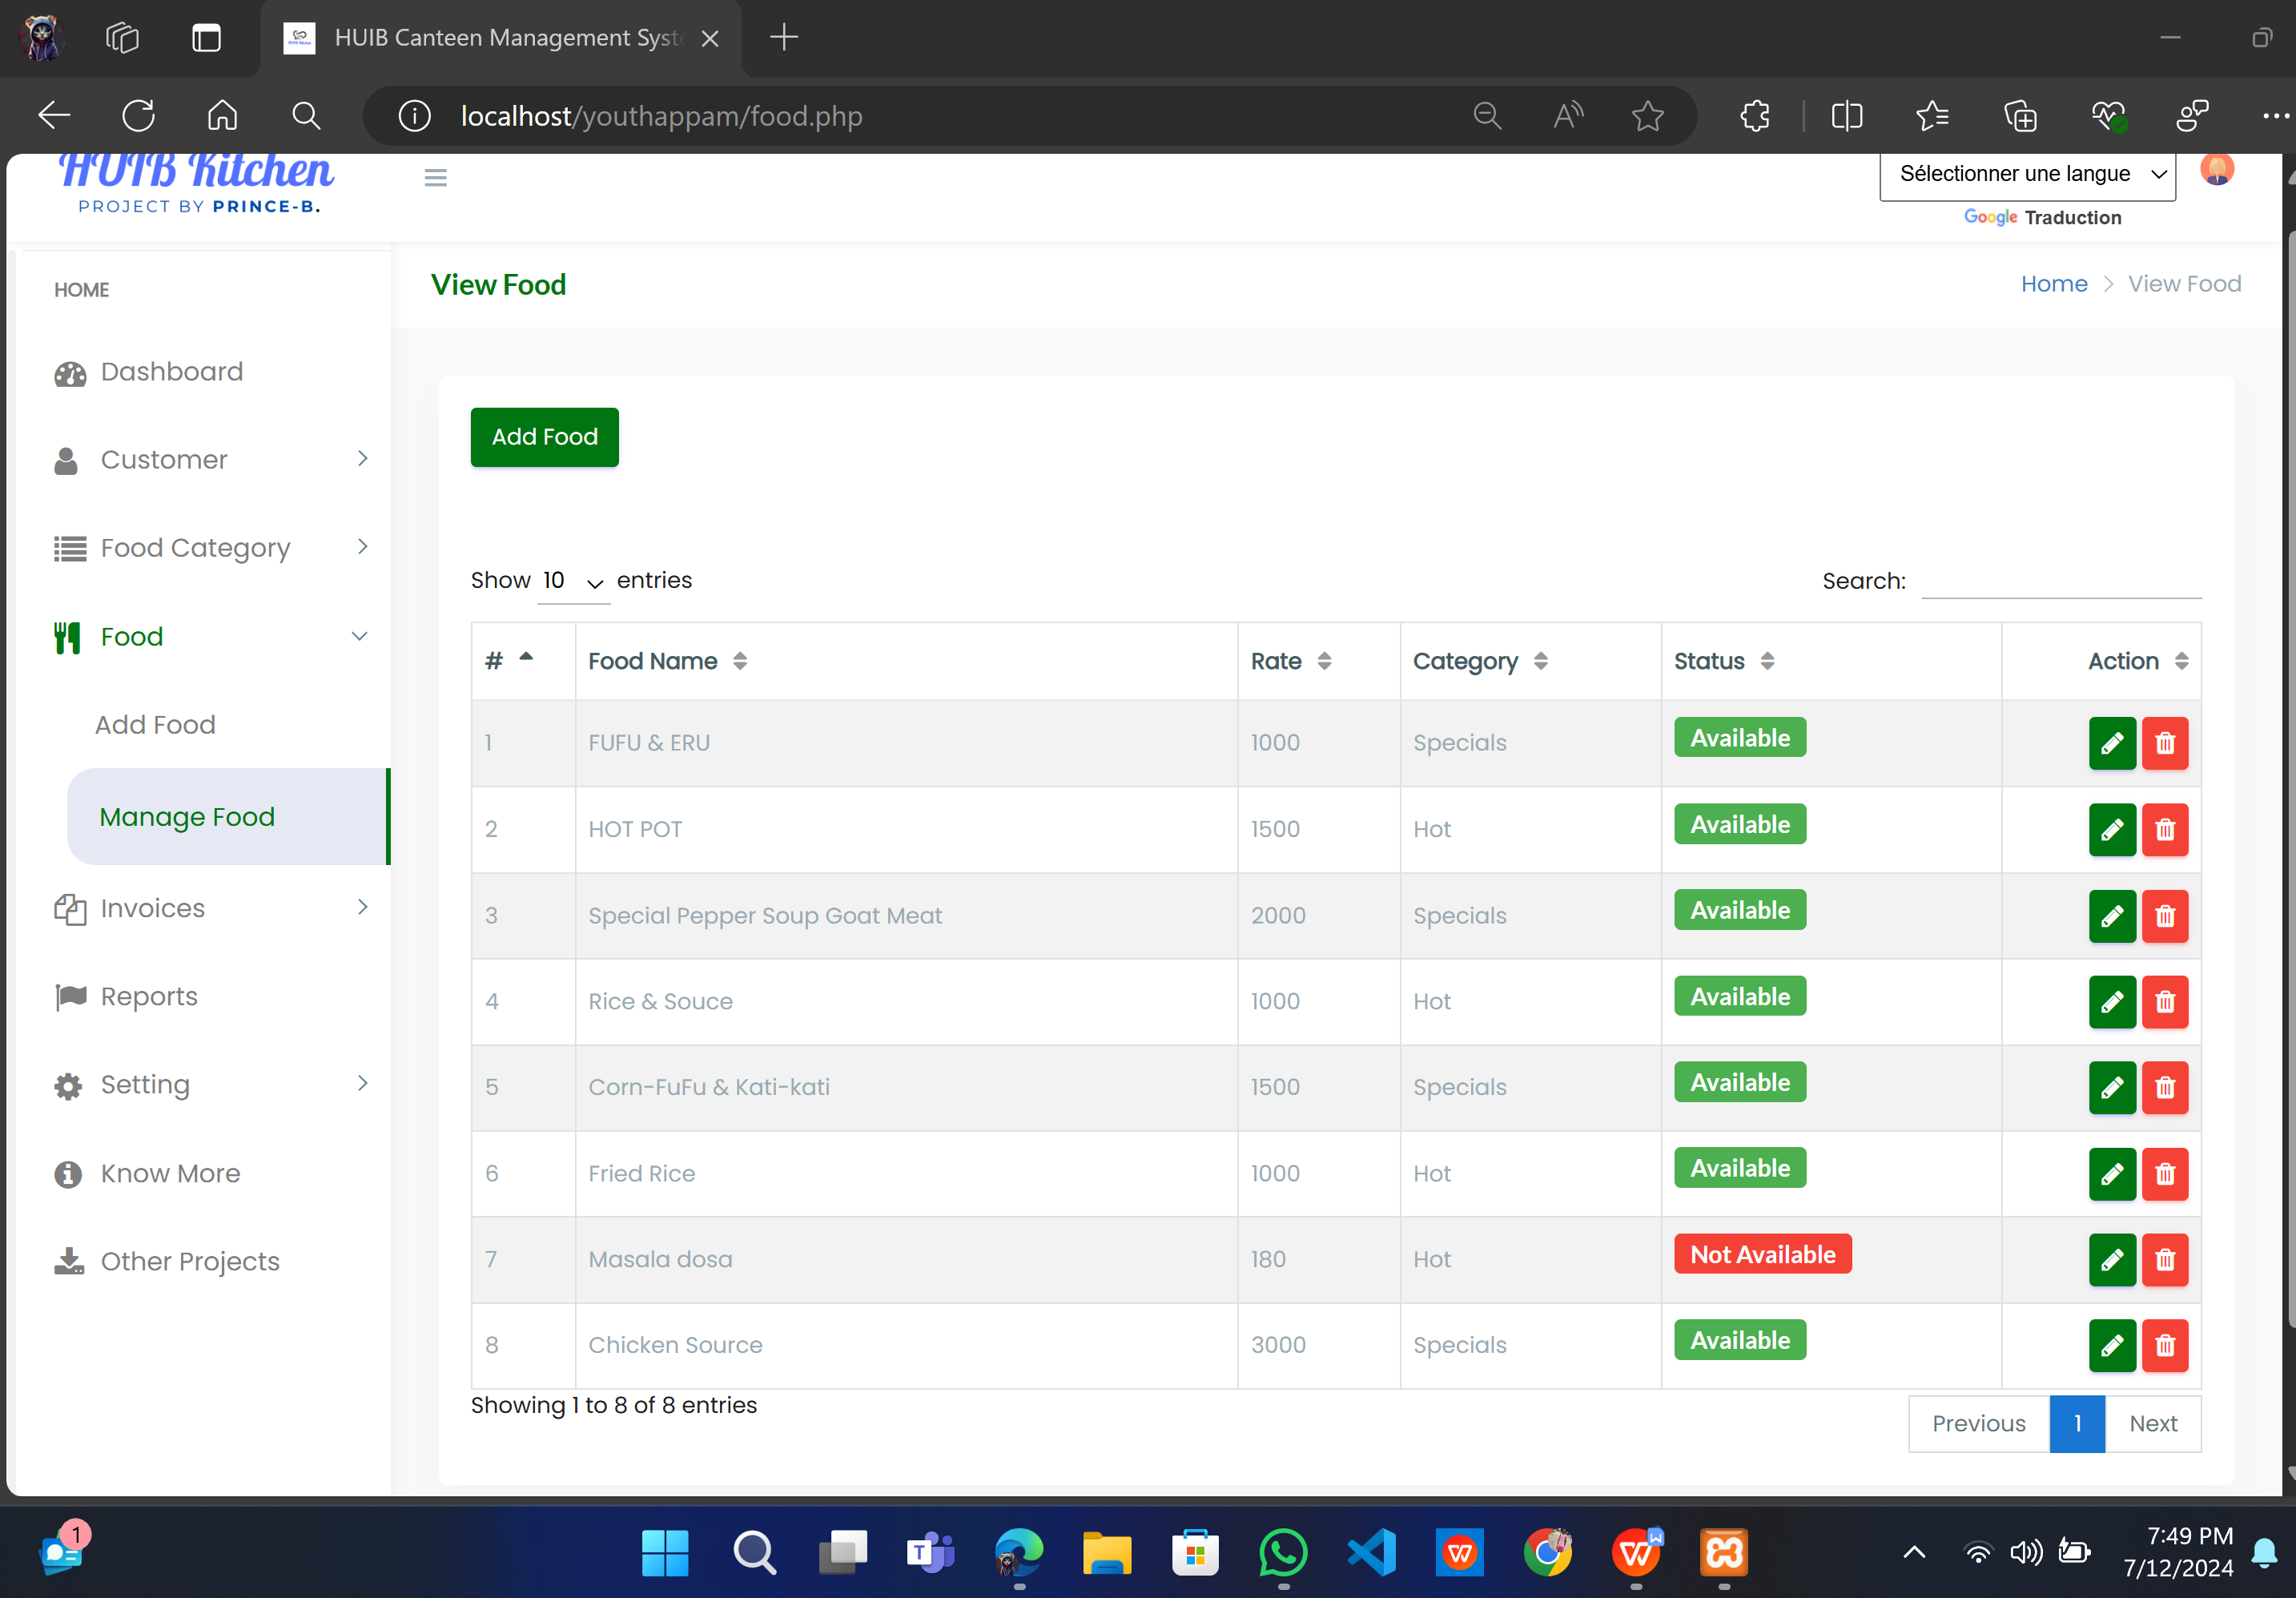 HUIB Canteen Management Syst
localhost/youthappam/food.php
HUIB Kitchen
PROJECT BY PRINCE-B.
Sélectionner une langue
Google Traduction
HOME
View Food
Home > View Food
Dashboard
Customer
Food Category
Food
Add Food
Manage Food
Invoices
Reports
Setting
Know More
Other Projects
Add Food
Show 10 entries
Search:
# Food Name Rate Category Status Action
1 FUFU & ERU 1000 Specials Available
2 HOT POT 1500 Hot Available
3 Special Pepper Soup Goat Meat 2000 Specials Available
4 Rice & Souce 1000 Hot Available
5 Corn-FuFu & Kati-kati 1500 Specials Available
6 Fried Rice 1000 Hot Available
7 Masala dosa 180 Hot Not Available
8 Chicken Source 3000 Specials Available
Showing 1 to 8 of 8 entries
Previous 1 Next
1
7:49 PM
7/12/2024